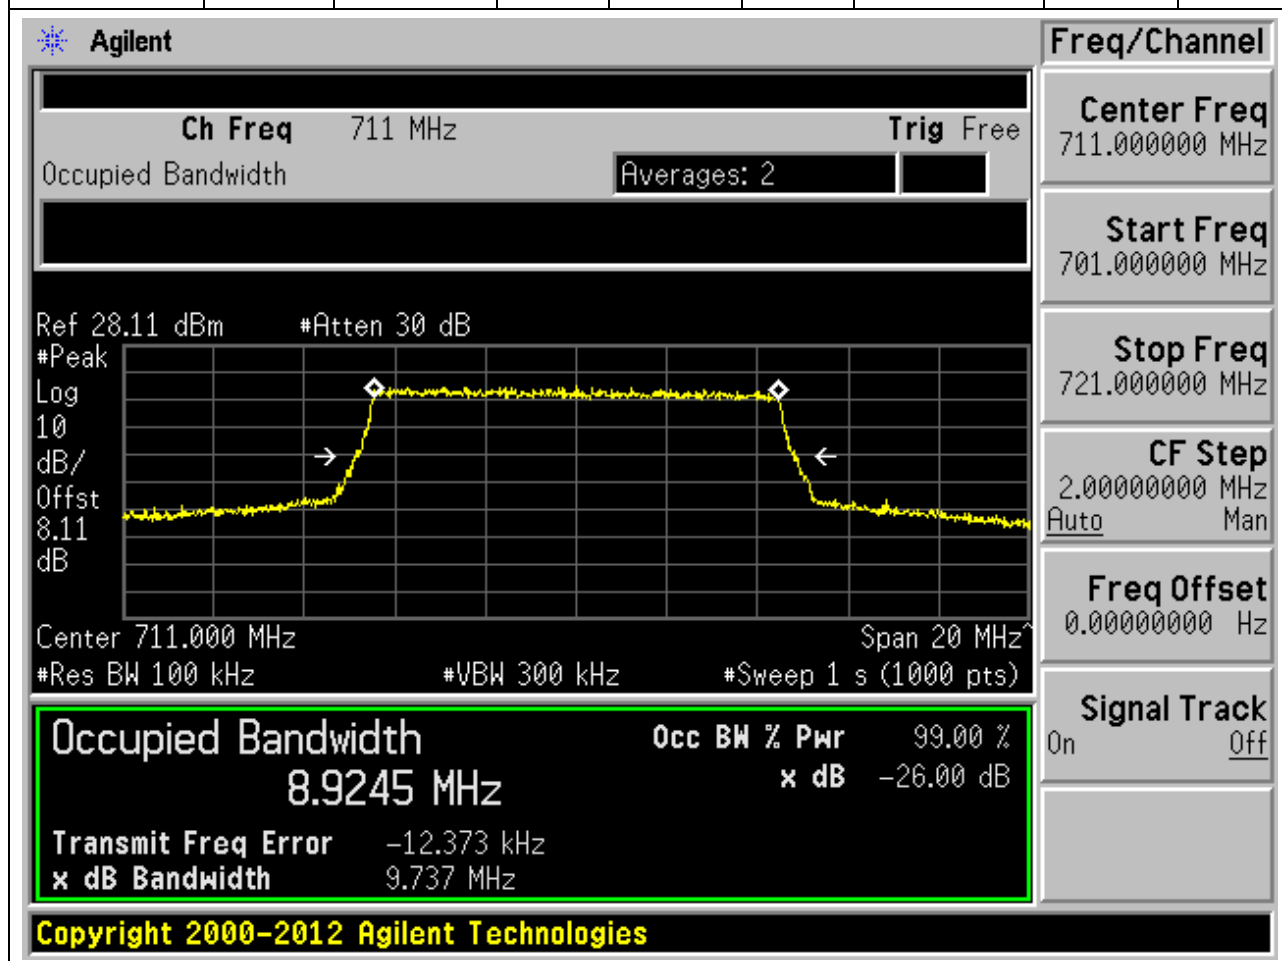 Agilent
Freq/Channel
Ch Freq 711 MHz Trig Free
Occupied Bandwidth Averages: 2
Ref 28.11 dBm #Atten 30 dB
#Peak
Log
10
dB/
Offst
8.11
dB
Center 711.000 MHz Span 20 MHz^
#Res BW 100 kHz #VBW 300 kHz #Sweep 1 s (1000 pts)
Occupied Bandwidth Occ BW % Pwr 99.00 %
8.9245 MHz x dB -26.00 dB
Transmit Freq Error -12.373 kHz
x dB Bandwidth 9.737 MHz
Copyright 2000-2012 Agilent Technologies
Center Freq
711.000000 MHz
Start Freq
701.000000 MHz
Stop Freq
721.000000 MHz
CF Step
2.00000000 MHz
Auto Man
Freq Offset
0.00000000 Hz
Signal Track
On Off